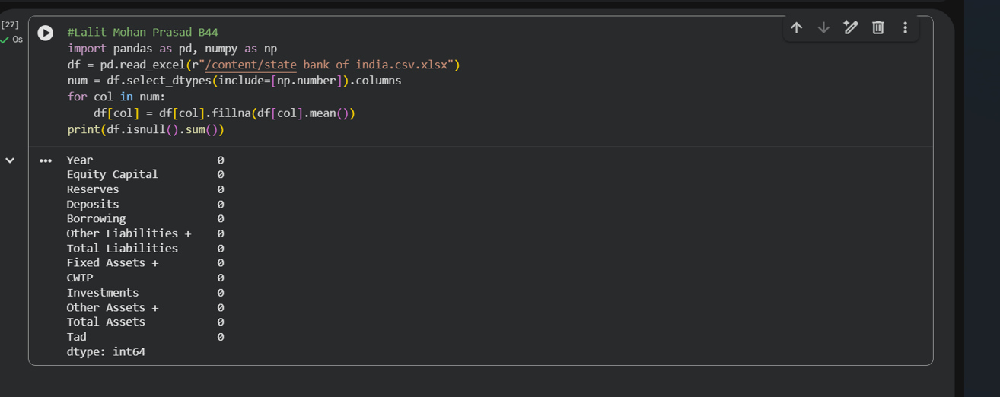 [27]
0s
#Lalit Mohan Prasad B44
import pandas as pd, numpy as np
df = pd.read_excel(r"/content/state bank of india.csv.xlsx")
num = df.select_dtypes(include=[np.number]).columns
for col in num:
    df[col] = df[col].fillna(df[col].mean())
print(df.isnull().sum())
Year 0
Equity Capital 0
Reserves 0
Deposits 0
Borrowing 0
Other Liabilities + 0
Total Liabilities 0
Fixed Assets + 0
CWIP 0
Investments 0
Other Assets + 0
Total Assets 0
Tad 0
dtype: int64